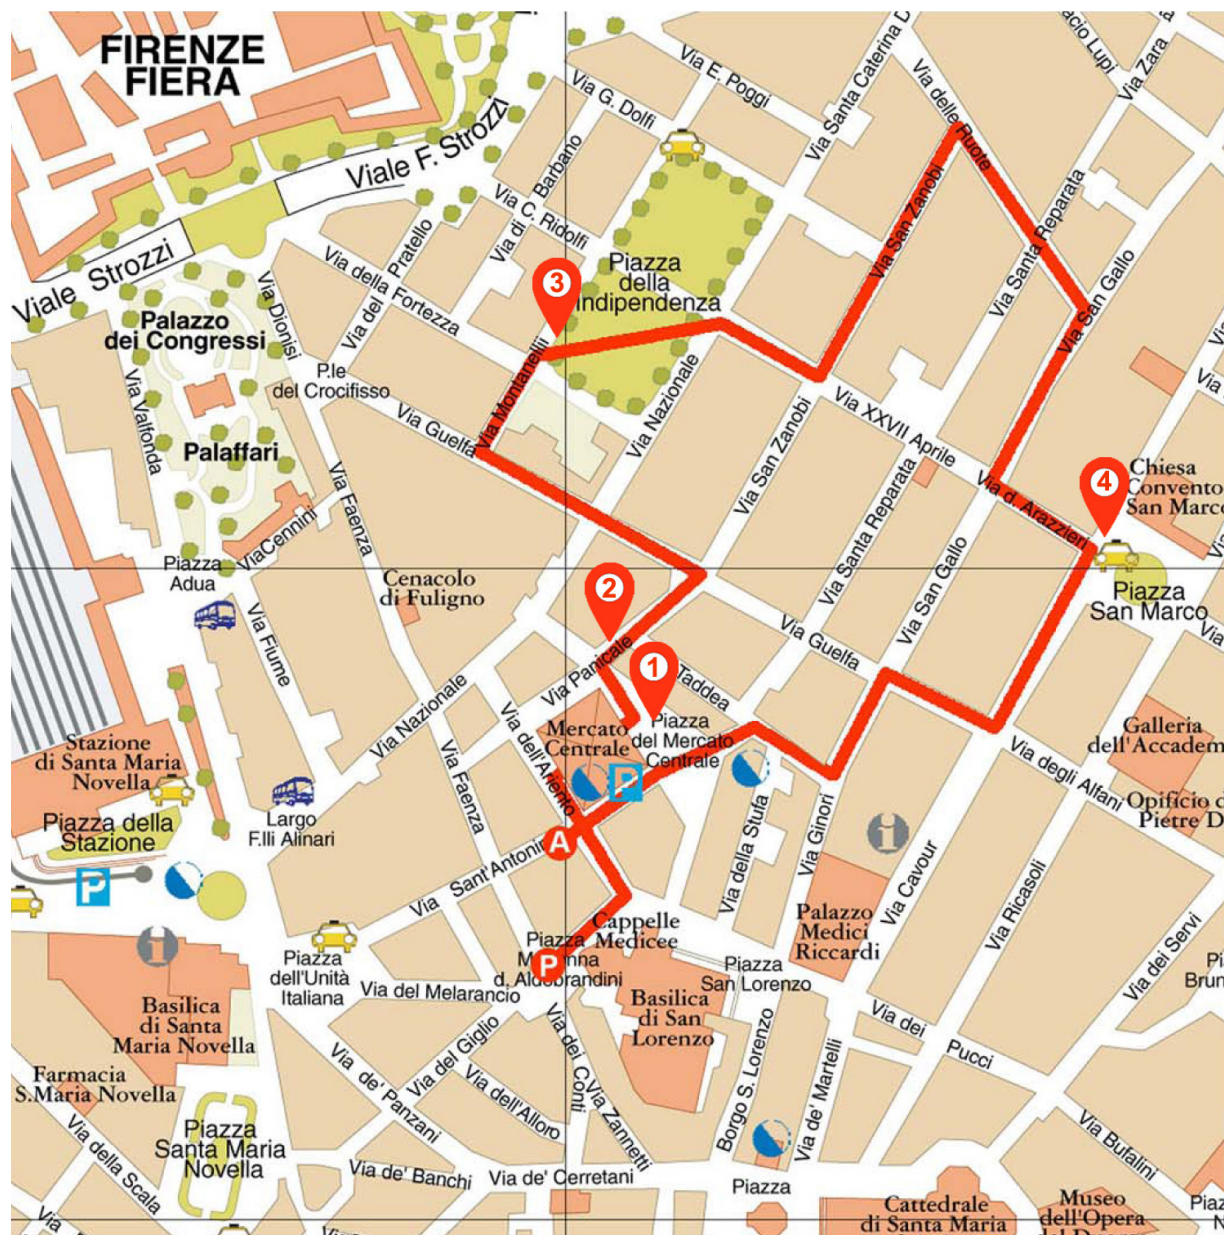 FIRENZE
FIERA
Via G. Dolfi
Via E. Poggi
Via Santa Caterina D
Via delle Ruote
acio Lupi
Via Zara
Viale F. Strozzi
Viale Strozzi
Via C. Ridolfi
Via di Barbano
Via del Pratello
Via della Fortezza
Via Dionisi
Palazzo
dei Congressi
P.le
del Crocifisso
Via Valfonda
Palaffari
Via Guelfa
Via Montanellii
3
Piazza
della
Indipendenza
Via Nazionale
Via San Zanobi
Via San Zanobi
Via Santa Reparata
Via San Gallo
Via XXVII Aprile
Via d. Arazzieri
4
Chiesa
Convento
San Marco
Piazza
San Marco
Via Santa Reparata
Via San Gallo
Via Faenza
Via Cennini
Piazza
Adua
Via Fiume
Cenacolo
di Fuligno
2
1
Via Panicale
Taddea
Via Guelfa
Via Nazionale
Via Faenza
Via dell'Ariento
Mercato
Centrale
Piazza
del Mercato
Centrale
P
A
Galleria
dell'Accadem
Via degli Alfani
Opificio d
Pietre D
Stazione
di Santa Maria
Novella
Piazza della
Stazione
P
Largo
F.lli Alinari
Via Sant'Antonin
Via della Stufa
Via Ginori
i
Via Cavour
Via Ricasoli
Via dei Servi
Palazzo
Medici
Riccardi
Cappelle
Medicee
Piazza
M nna
d. Aldobrandini
P
Piazza
dell'Unità
Italiana
Via del Melarancio
Piazza
San Lorenzo
Basilica
di San
Lorenzo
Pi
Brun
i
Basilica
di Santa
Maria Novella
Farmacia
S.Maria Novella
Via de' Panzani
Via del Giglio
Via dell'Alloro
Via dei Conti
Via Zannetti
Borgo S. Lorenzo
Via de' Martelli
Via dei Pucci
Via Bufalini
Piazza
Santa Maria
Novella
Via della Scala
Via de' Banchi
Via de' Cerretani
Piazza
Cattedrale
di Santa Maria
Museo
dell'Opera
Piaz
Via